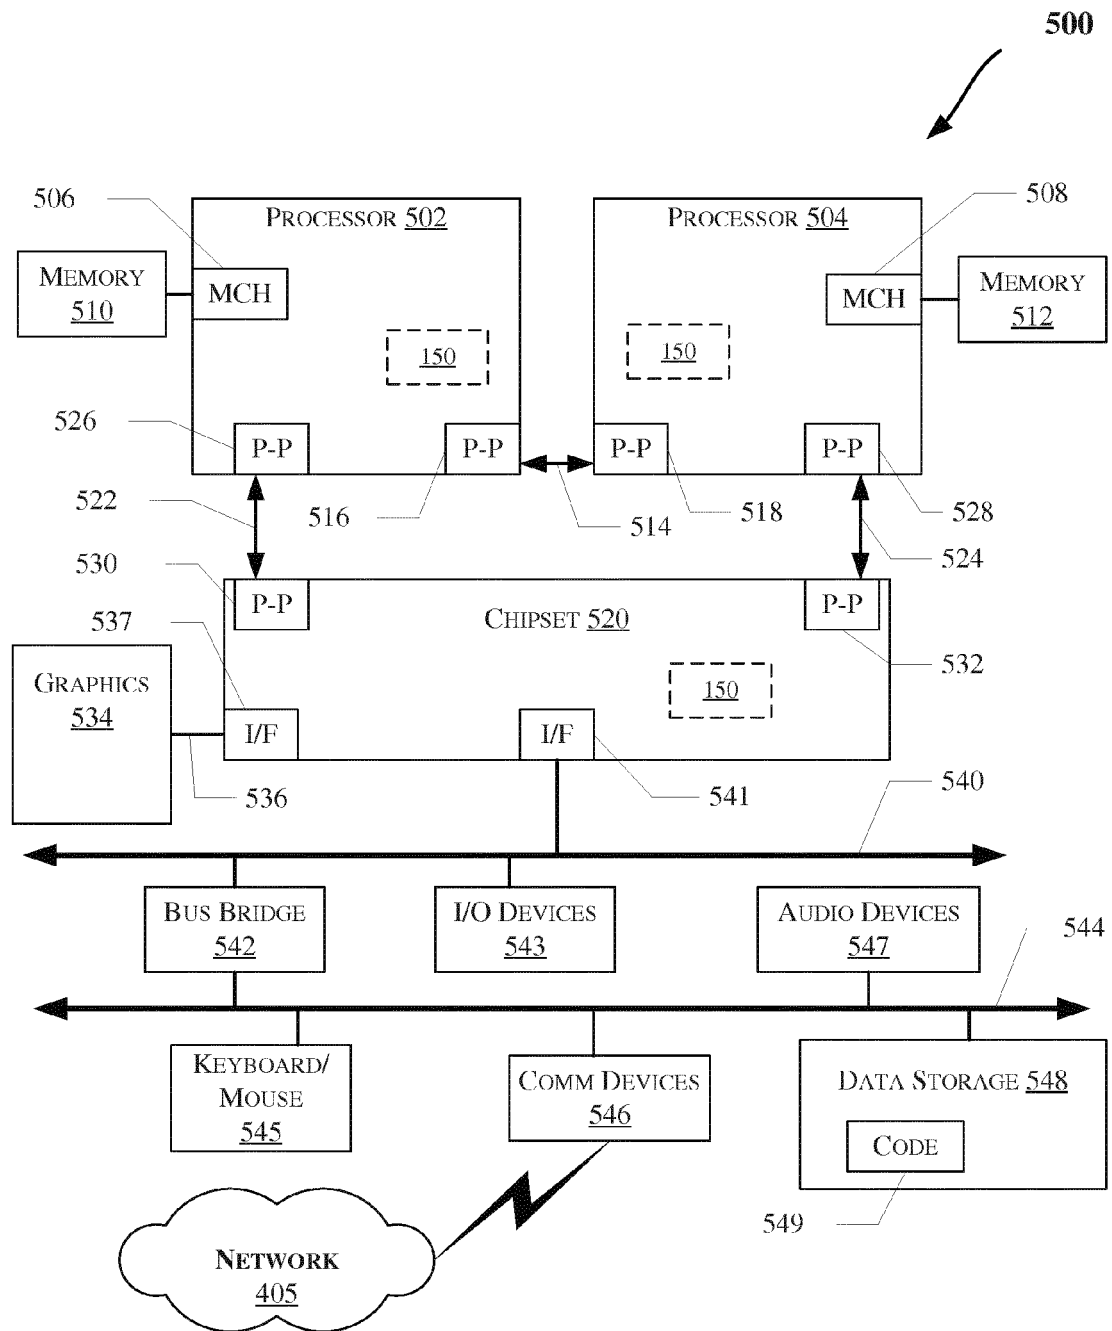 500
506
508
PROCESSOR 502
PROCESSOR 504
MEMORY
510
MCH
MCH
MEMORY
512
150
150
526
P-P
P-P
P-P
P-P
522
516
514
518
528
524
530
P-P
CHIPSET 520
P-P
537
532
GRAPHICS
534
150
I/F
I/F
536
541
540
BUS BRIDGE
542
I/O DEVICES
543
AUDIO DEVICES
547
544
KEYBOARD/
MOUSE
545
COMM DEVICES
546
DATA STORAGE 548
CODE
549
NETWORK
405